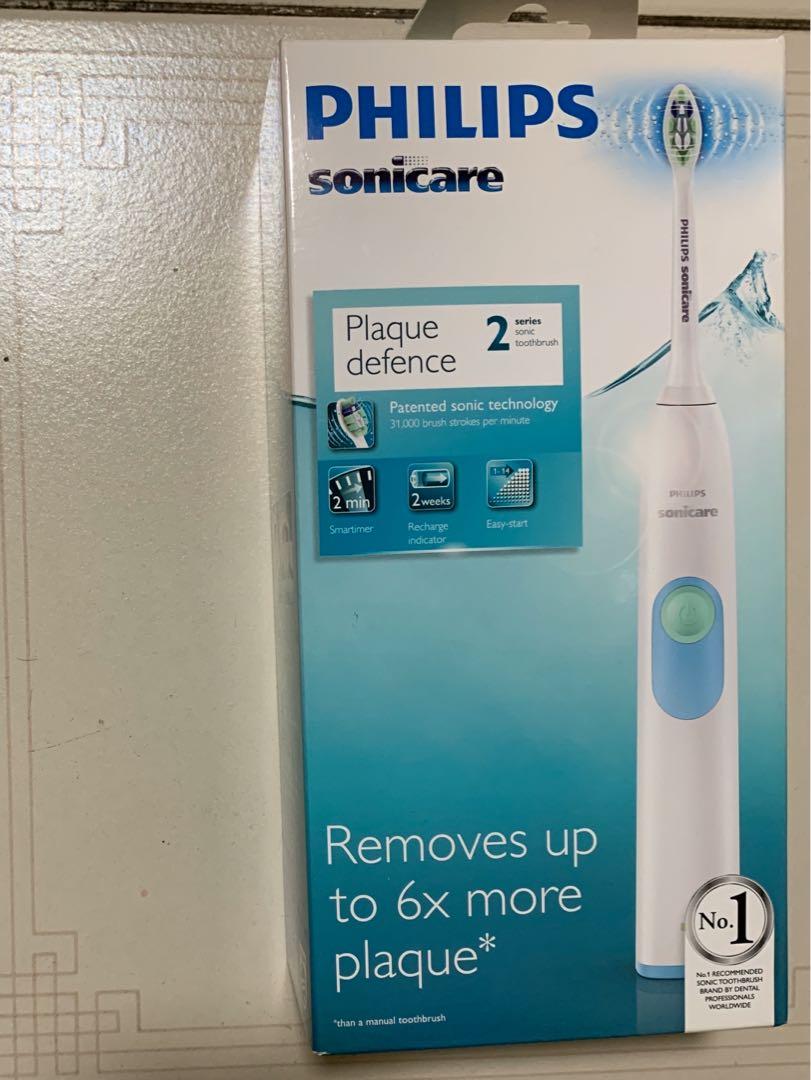 PHILIPS
sonicare
PHILIPS sonicare
Plaque
defence
2
series
sonic
toothbrush
Patented sonic technology
31,000 brush strokes per minute
2 min
2 weeks
1-14
Smartimer
Recharge
indicator
Easy-start
PHILIPS
sonicare
Removes up
to 6x more
plaque*
*than a manual toothbrush
No.1
No.1 RECOMMENDED
SONIC TOOTHBRUSH
BRAND BY DENTAL
PROFESSIONALS
WORLDWIDE